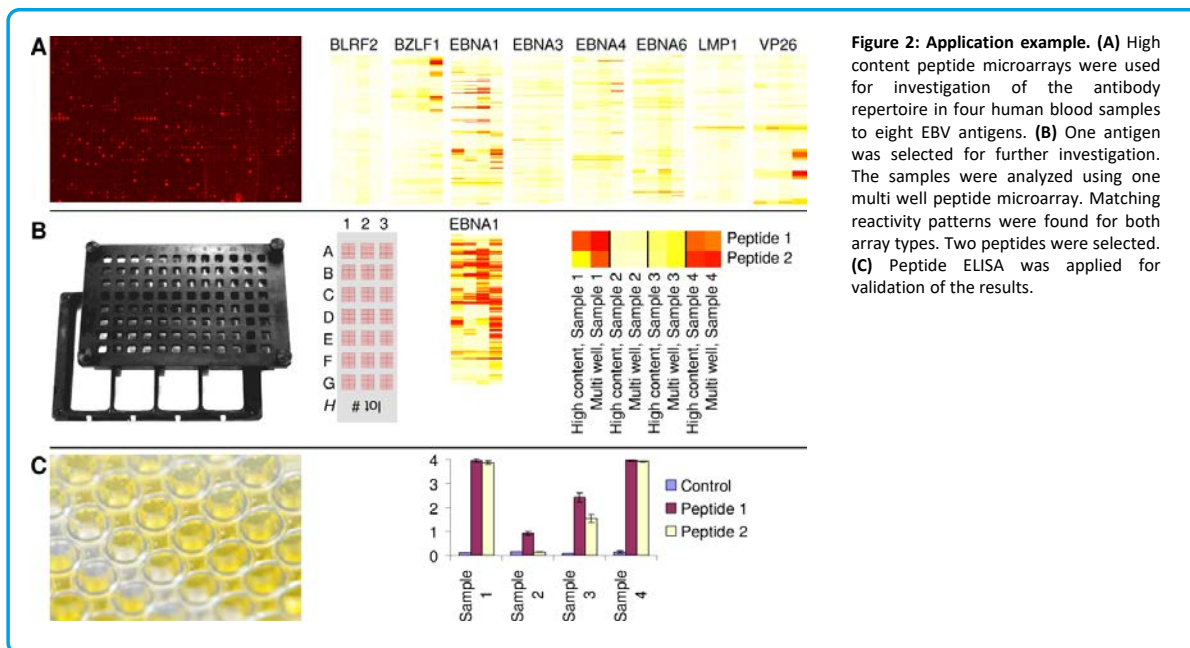 A
BLRF2 BZLF1 EBNA1 EBNA3 EBNA4 EBNA6 LMP1 VP26
B
1 2 3
A
B
C
D
E
F
G
H lot #
EBNA1
Peptide 1
Peptide 2
High content, Sample 1
Multi well, Sample 1
High content, Sample 2
Multi well, Sample 2
High content, Sample 3
Multi well, Sample 3
High content, Sample 4
Multi well, Sample 4
C
4
3
2
1
0
Sample 1
Sample 2
Sample 3
Sample 4
Control
Peptide 1
Peptide 2
Figure 2: Application example. (A) High
content peptide microarrays were used
for investigation of the antibody
repertoire in four human blood samples
to eight EBV antigens. (B) One antigen
was selected for further investigation.
The samples were analyzed using one
multi well peptide microarray. Matching
reactivity patterns were found for both
array types. Two peptides were selected.
(C) Peptide ELISA was applied for
validation of the results.